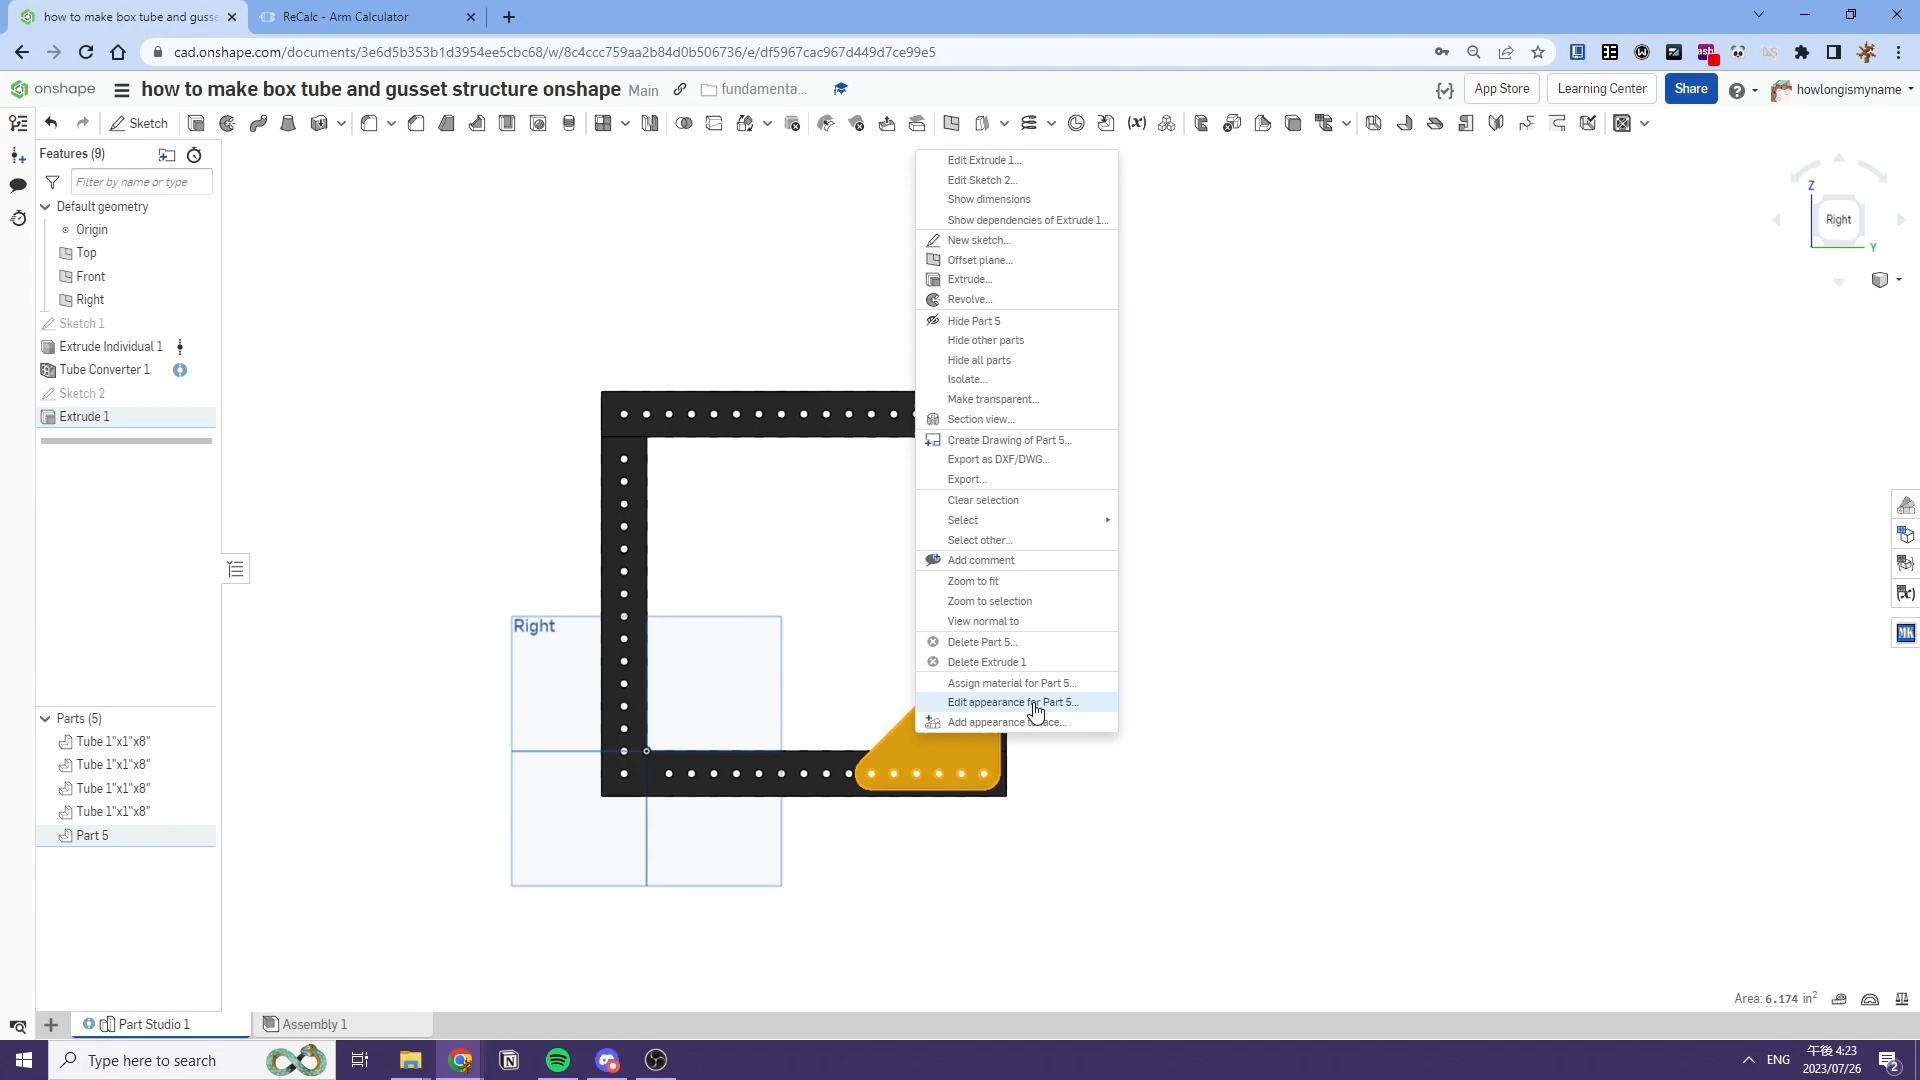 how to make box tube and gusse
ReCalc - Arm Calculator
cad.onshape.com/documents/3e6d5b353b1d3954ee5cbc68/w/8c4ccc759aa2b84d0b506736/e/df5967cac967d449d7ce99e5
onshape
how to make box tube and gusset structure onshape
Main
fundamenta...
App Store
Learning Center
Share
howlongismyname
Sketch
Features (9)
Filter by name or type
Default geometry
Origin
Top
Front
Right
Sketch 1
Extrude Individual 1
Tube Converter 1
Sketch 2
Extrude 1
Parts (5)
Tube 1"x1"x8"
Tube 1"x1"x8"
Tube 1"x1"x8"
Tube 1"x1"x8"
Part 5
Right
Edit Extrude 1...
Edit Sketch 2...
Show dimensions
Show dependencies of Extrude 1...
New sketch...
Offset plane...
Extrude...
Revolve...
Hide Part 5
Hide other parts
Hide all parts
Isolate...
Make transparent...
Section view...
Create Drawing of Part 5...
Export as DXF/DWG...
Export...
Clear selection
Select
Select other...
Add comment
Zoom to fit
Zoom to selection
View normal to
Delete Part 5...
Delete Extrude 1
Assign material for Part 5...
Edit appearance for Part 5...
Add appearance
Z
Right
Y
MK
Area: 6.174 in²
Part Studio 1
Assembly 1
Type here to search
ENG
午後 4:23
2023/07/26
2